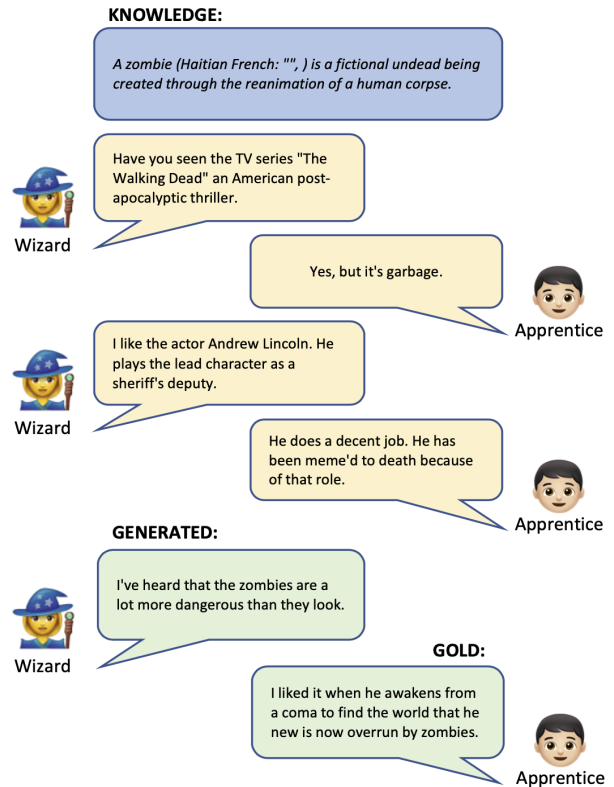 KNOWLEDGE:
A zombie (Haitian French: "", ) is a fictional undead being
created through the reanimation of a human corpse.
Have you seen the TV series "The
Walking Dead" an American post-
apocalyptic thriller.
Wizard
Yes, but it's garbage.
Apprentice
I like the actor Andrew Lincoln. He
plays the lead character as a
sheriff's deputy.
Wizard
He does a decent job. He has
been meme'd to death because
of that role.
Apprentice
GENERATED:
I've heard that the zombies are a
lot more dangerous than they look.
Wizard
GOLD:
I liked it when he awakens from
a coma to find the world that he
new is now overrun by zombies.
Apprentice